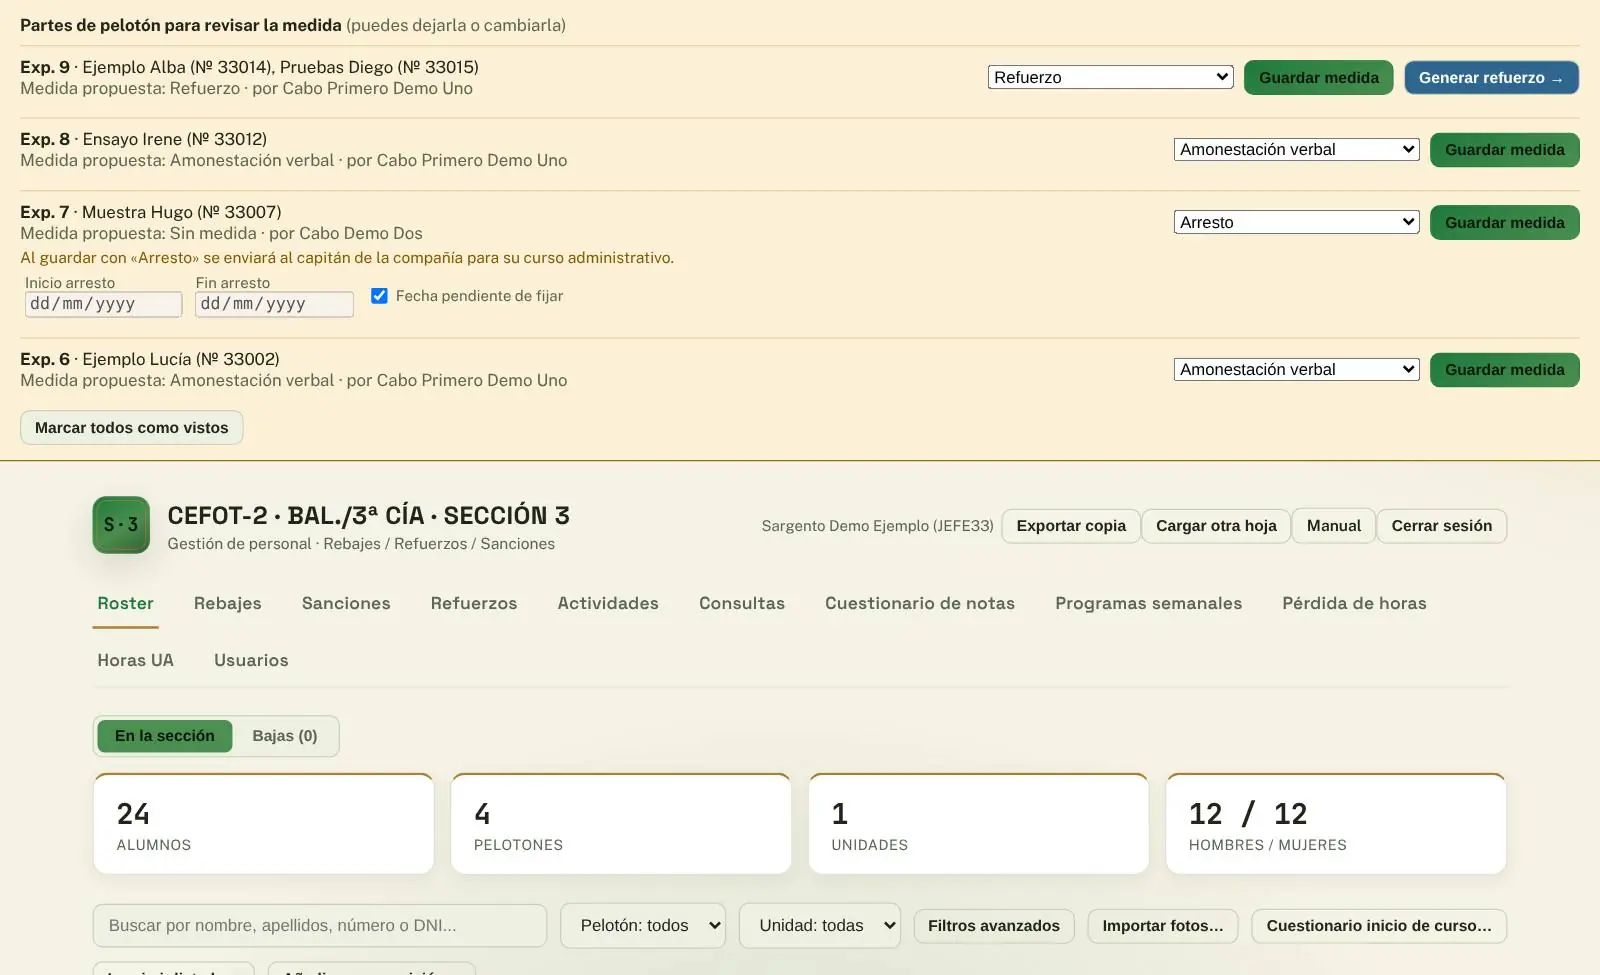 Partes de pelotón para revisar la medida (puedes dejarla o cambiarla)
Exp. 9 · Ejemplo Alba (Nº 33014), Pruebas Diego (Nº 33015)
Medida propuesta: Refuerzo · por Cabo Primero Demo Uno
Refuerzo
Guardar medida
Generar refuerzo →
Exp. 8 · Ensayo Irene (Nº 33012)
Medida propuesta: Amonestación verbal · por Cabo Primero Demo Uno
Amonestación verbal
Guardar medida
Exp. 7 · Muestra Hugo (Nº 33007)
Medida propuesta: Sin medida · por Cabo Demo Dos
Arresto
Guardar medida
Al guardar con «Arresto» se enviará al capitán de la compañía para su curso administrativo.
Inicio arresto
dd/mm/yyyy
Fin arresto
dd/mm/yyyy
Fecha pendiente de fijar
Exp. 6 · Ejemplo Lucía (Nº 33002)
Medida propuesta: Amonestación verbal · por Cabo Primero Demo Uno
Amonestación verbal
Guardar medida
Marcar todos como vistos
S·3
CEFOT-2 · BAL./3ª CÍA · SECCIÓN 3
Gestión de personal · Rebajes / Refuerzos / Sanciones
Sargento Demo Ejemplo (JEFE33)
Exportar copia
Cargar otra hoja
Manual
Cerrar sesión
Roster
Rebajes
Sanciones
Refuerzos
Actividades
Consultas
Cuestionario de notas
Programas semanales
Pérdida de horas
Horas UA
Usuarios
En la sección
Bajas (0)
24
ALUMNOS
4
PELOTONES
1
UNIDADES
12 / 12
HOMBRES / MUJERES
Buscar por nombre, apellidos, número o DNI...
Pelotón: todos
Unidad: todas
Filtros avanzados
Importar fotos...
Cuestionario inicio de curso...